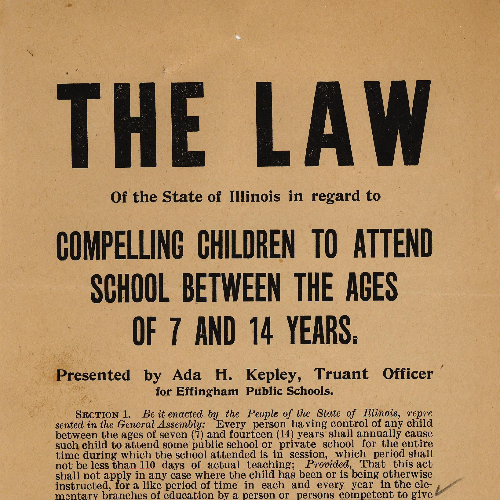 THE LAW
Of the State of Illinois in regard to
COMPELLING CHILDREN TO ATTEND
SCHOOL BETWEEN THE AGES
OF 7 AND 14 YEARS.
Presented by Ada H. Kepley, Truant Officer
for Effingham Public Schools.
SECTION 1. Be it enacted by the People of the State of Illinois, repre
sented in the General Assembly: Every person having control of any child
between the ages of seven (7) and fourteen (14) years shall annually cause
such child to attend some public school or private school for the entire
time during which the school attended is in session, which period shall
not be less than 110 days of actual teaching; Provided, That this act
shall not apply in any case where the child has been or is being otherwise
instructed, for a like period of time in each and every year in the ele-
mentary branches of education by a person or persons competent to give